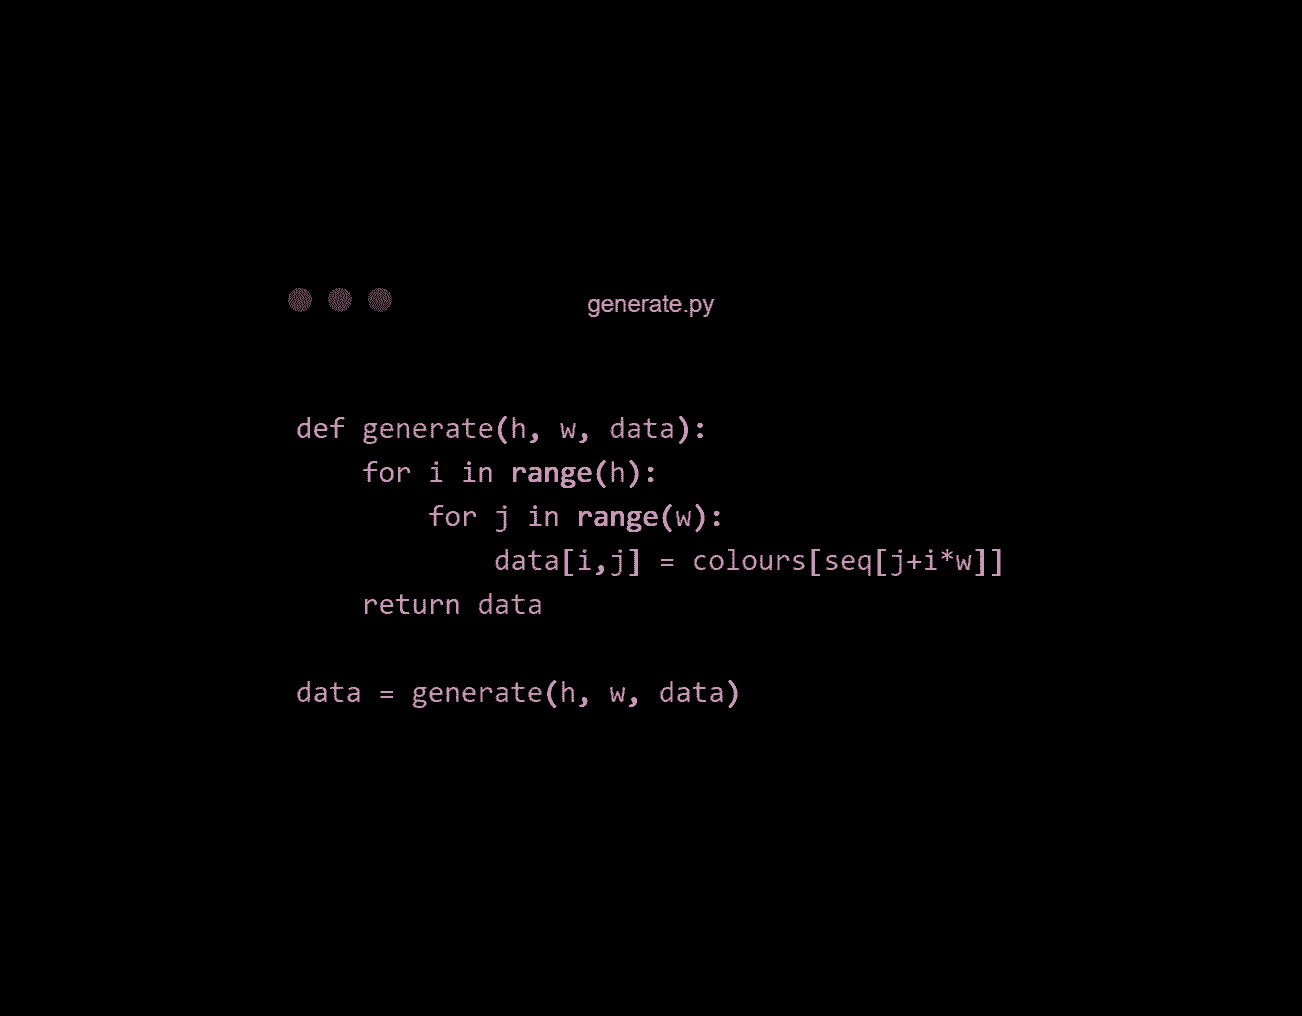 generate.py
def generate(h, w, data):
    for i in range(h):
        for j in range(w):
            data[i,j] = colours[seq[j+i*w]]
    return data
data = generate(h, w, data)